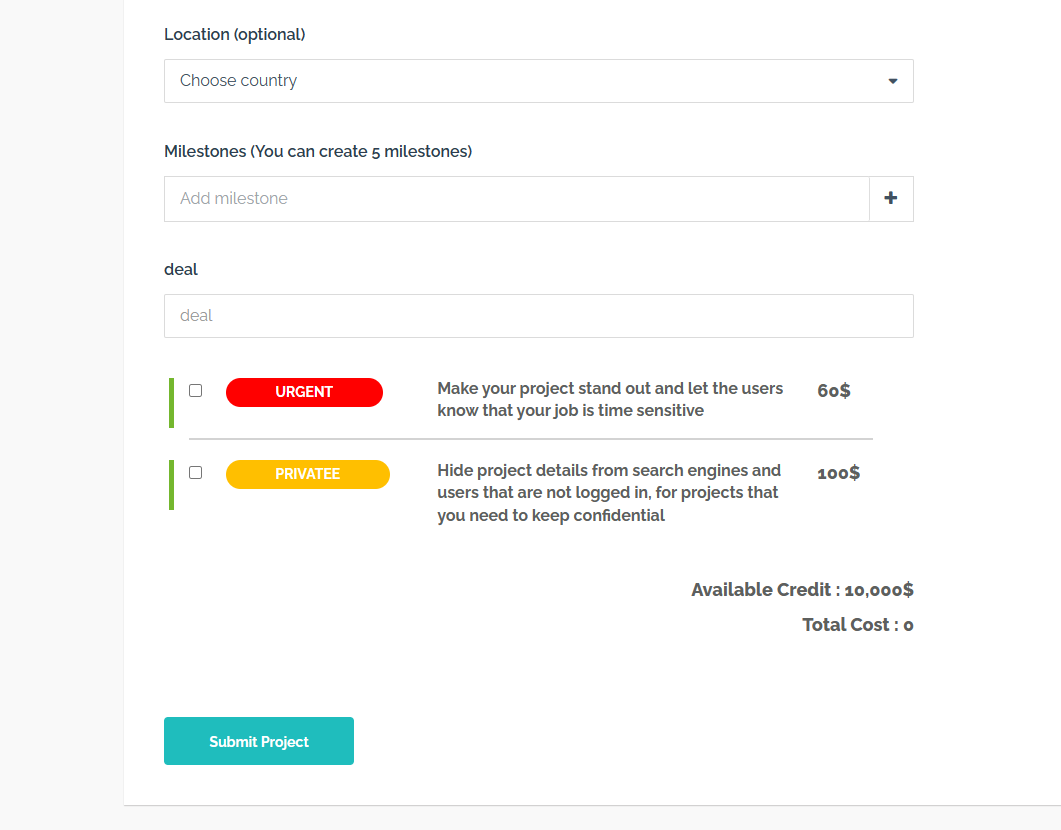 Location (optional)
Choose country
Milestones (You can create 5 milestones)
Add milestone
+
deal
deal
URGENT
Make your project stand out and let the users
know that your job is time sensitive
60$
PRIVATEE
Hide project details from search engines and
users that are not logged in, for projects that
you need to keep confidential
100$
Available Credit : 10,000$
Total Cost : 0
Submit Project